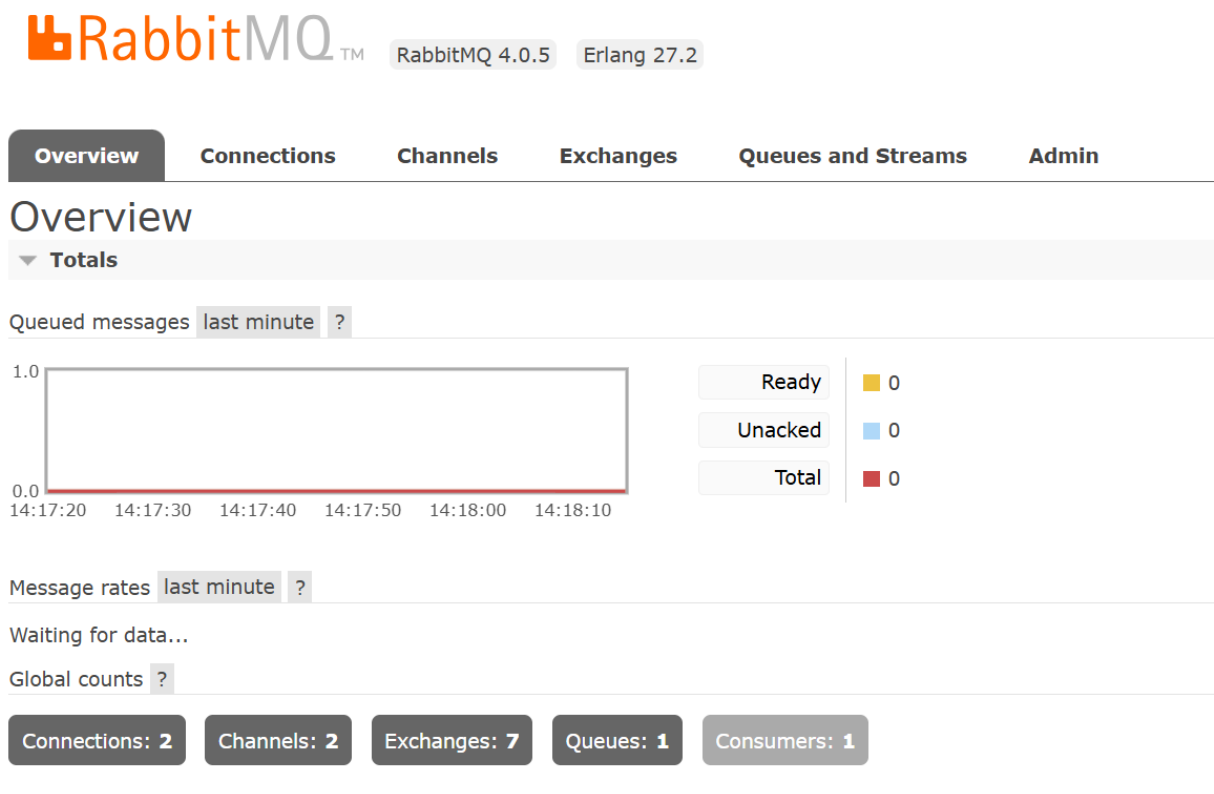 RabbitMQ TM RabbitMQ 4.0.5 Erlang 27.2
Overview Connections Channels Exchanges Queues and Streams Admin
Overview
Totals
Queued messages last minute ?
1.0
0.0
14:17:20 14:17:30 14:17:40 14:17:50 14:18:00 14:18:10
Ready 0
Unacked 0
Total 0
Message rates last minute ?
Waiting for data...
Global counts ?
Connections: 2 Channels: 2 Exchanges: 7 Queues: 1 Consumers: 1